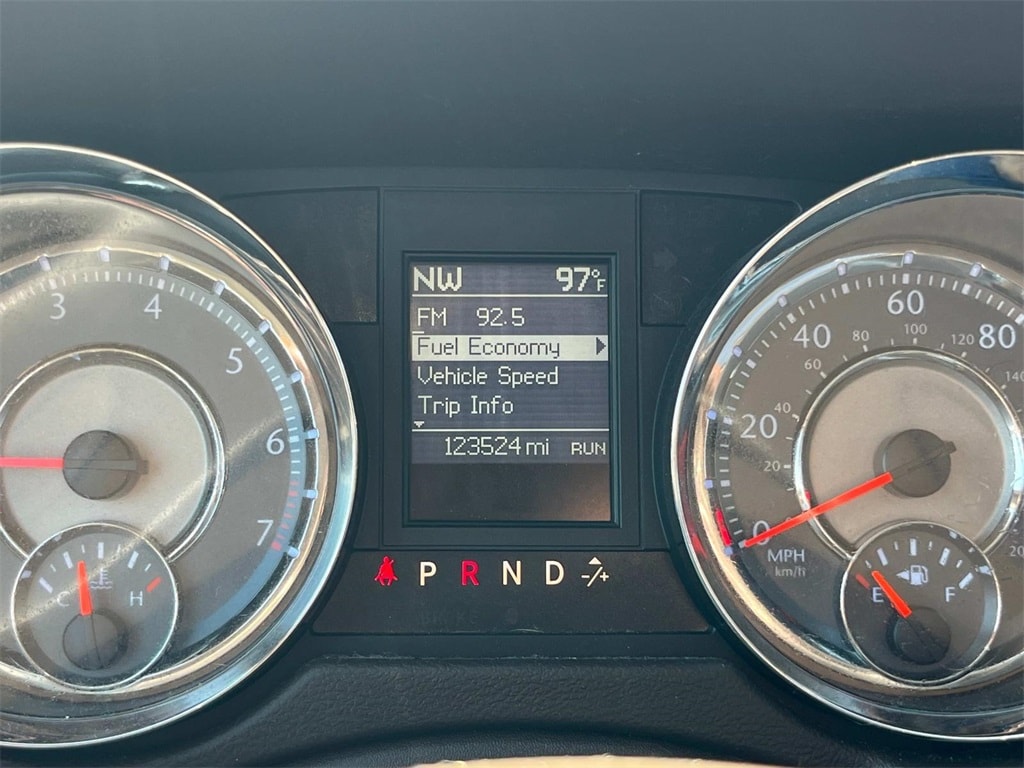 NW 97°F
FM 92.5
Fuel Economy
Vehicle Speed
Trip Info
123524 mi RUN
P R N D -/+
3 4 5 6 7
C H
0 20 40 60 80
20 40 60 80 100 120 140
MPH
km/h
E F